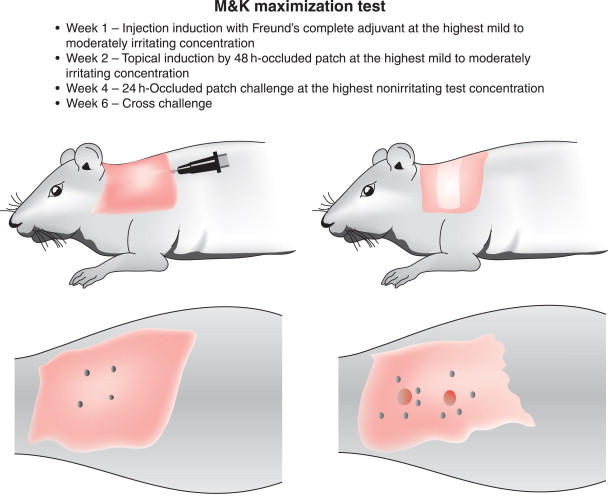 M&K maximization test
• Week 1 – Injection induction with Freund's complete adjuvant at the highest mild to
moderately irritating concentration
• Week 2 – Topical induction by 48 h-occluded patch at the highest mild to moderately
irritating concentration
• Week 4 – 24 h-Occluded patch challenge at the highest nonirritating test concentration
• Week 6 – Cross challenge